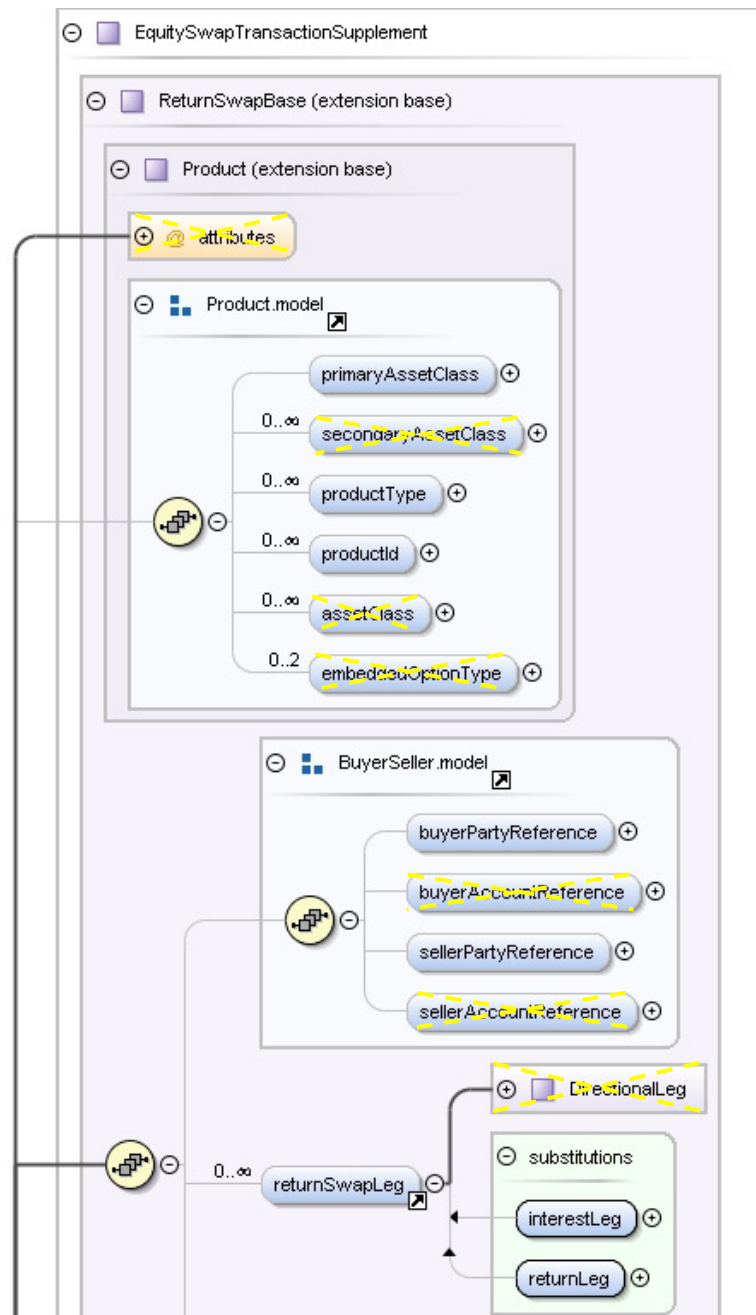 EquitySwapTransactionSupplement
ReturnSwapBase (extension base)
Product (extension base)
@ attributes
Product.model
primaryAssetClass
0..∞
secondaryAssetClass
0..∞
productType
0..∞
productId
0..∞
assetClass
0..2
embeddedOptionType
BuyerSeller.model
buyerPartyReference
buyerAccountReference
sellerPartyReference
sellerAccountReference
DirectionalLeg
substitutions
0..∞
returnSwapLeg
interestLeg
returnLeg